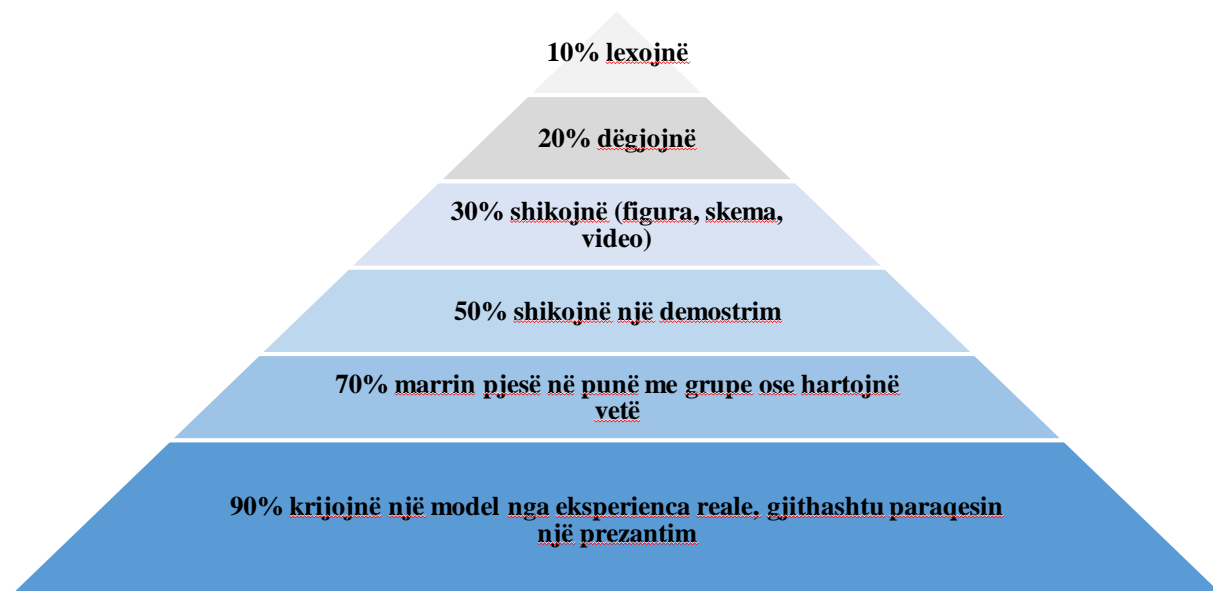 10% lexojnë
20% dëgjojnë
30% shikojnë (figura, skema,
video)
50% shikojnë një demostrim
70% marrin pjesë në punë me grupe ose hartojnë
vetë
90% krijojnë një model nga eksperienca reale, gjithashtu paraqesin
një prezantim